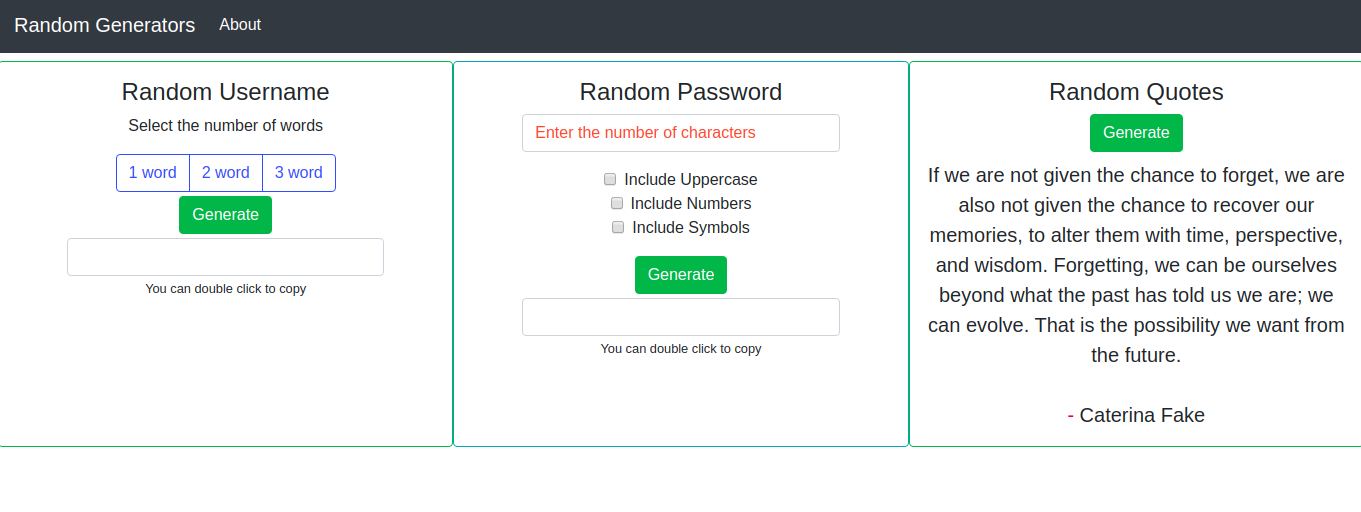 Random Generators About
Random Username
Select the number of words
1 word 2 word 3 word
Generate
You can double click to copy
Random Password
Enter the number of characters
Include Uppercase
Include Numbers
Include Symbols
Generate
You can double click to copy
Random Quotes
Generate
If we are not given the chance to forget, we are
also not given the chance to recover our
memories, to alter them with time, perspective,
and wisdom. Forgetting, we can be ourselves
beyond what the past has told us we are; we
can evolve. That is the possibility we want from
the future.
- Caterina Fake